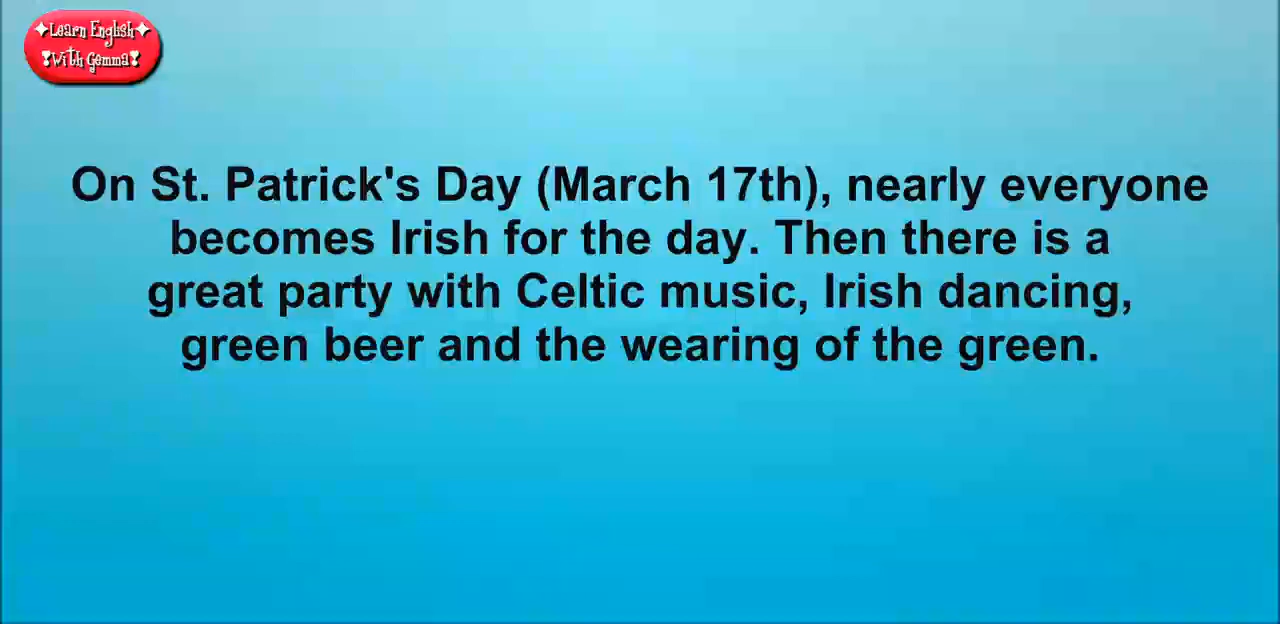 Learn English
With Gemma
On St. Patrick's Day (March 17th), nearly everyone
becomes Irish for the day. Then there is a
great party with Celtic music, Irish dancing,
green beer and the wearing of the green.